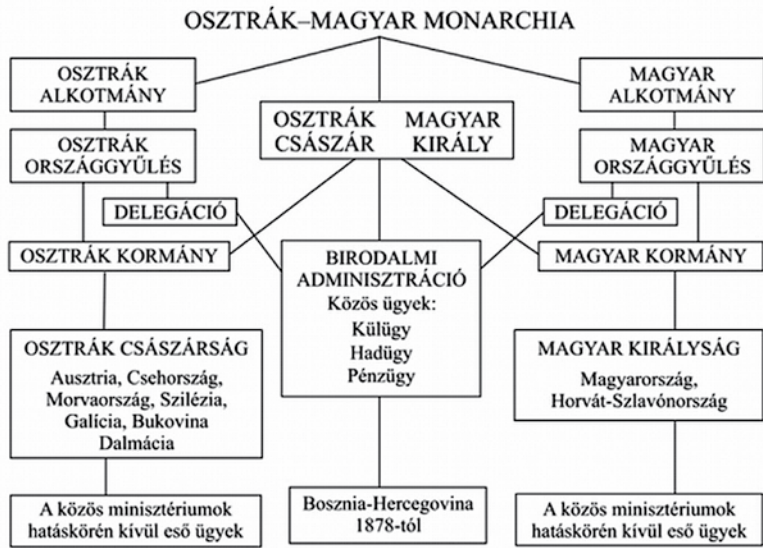 OSZTRÁK–MAGYAR MONARCHIA
OSZTRÁK
ALKOTMÁNY
MAGYAR
ALKOTMÁNY
OSZTRÁK MAGYAR
CSÁSZÁR KIRÁLY
OSZTRÁK
ORSZÁGGYŰLÉS
MAGYAR
ORSZÁGGYŰLÉS
DELEGÁCIÓ
DELEGÁCIÓ
OSZTRÁK KORMÁNY
BIRODALMI
ADMINISZTRÁCIÓ
Közös ügyek:
Külügy
Hadügy
Pénzügy
MAGYAR KORMÁNY
OSZTRÁK CSÁSZÁRSÁG
Ausztria, Csehország,
Morvaország, Szilézia,
Galícia, Bukovina
Dalmácia
MAGYAR KIRÁLYSÁG
Magyarország,
Horvát-Szlavónország
A közös minisztériumok
hatáskörén kívül eső ügyek
Bosznia-Hercegovina
1878-tól
A közös minisztériumok
hatáskörén kívül eső ügyek